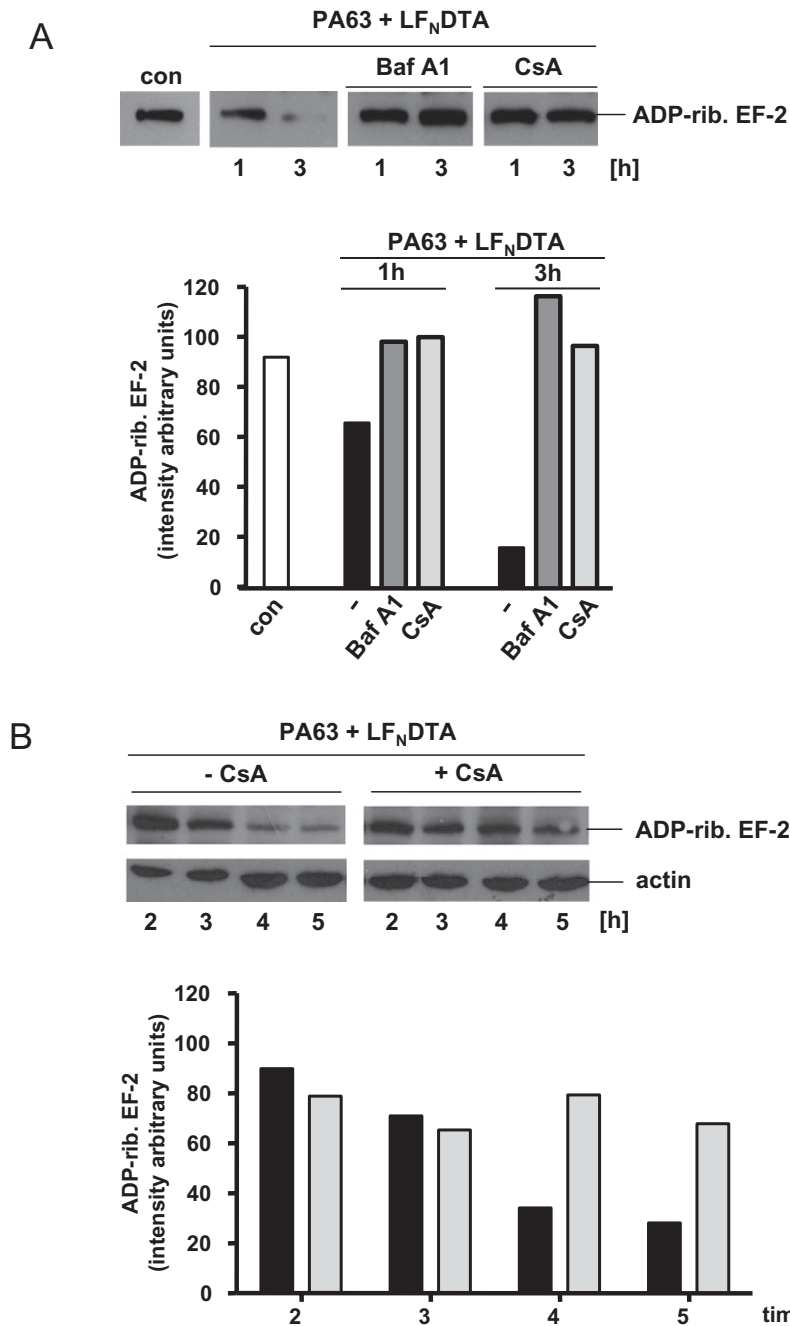 A
PA63 + LFNDTA
con
Baf A1 CsA
ADP-rib. EF-2
1 3 1 3 1 3 [h]
PA63 + LFNDTA
1h 3h
ADP-rib. EF-2
(intensity arbitrary units)
120
100
80
60
40
20
0
con - Baf A1 CsA - Baf A1 CsA
B
PA63 + LFNDTA
- CsA + CsA
ADP-rib. EF-2
actin
2 3 4 5 2 3 4 5 [h]
ADP-rib. EF-2
(intensity arbitrary units)
120
100
80
60
40
20
0
2 3 4 5 tim